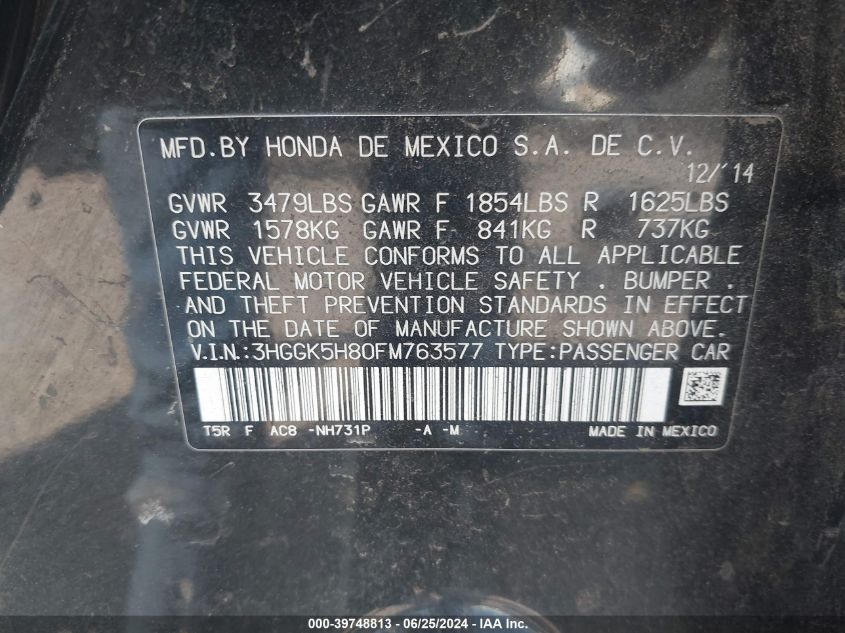 MFD.BY HONDA DE MEXICO S.A. DE C.V.
12/'14
GVWR 3479LBS GAWR F 1854LBS R 1625LBS
GVWR 1578KG GAWR F 841KG R 737KG
THIS VEHICLE CONFORMS TO ALL APPLICABLE
FEDERAL MOTOR VEHICLE SAFETY . BUMPER .
AND THEFT PREVENTION STANDARDS IN EFFECT
ON THE DATE OF MANUFACTURE SHOWN ABOVE.
V.I.N.:3HGGK5H80FM763577 TYPE:PASSENGER CAR
T5R F AC8 -NH731P -A -M MADE IN MEXICO
000-39748813 - 06/25/2024 - IAA Inc.